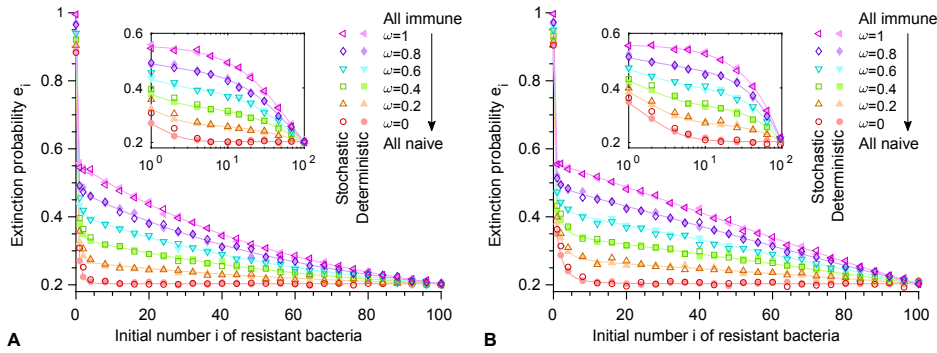 All immune
ω=1
ω=0.8
ω=0.6
ω=0.4
ω=0.2
ω=0
All naive
Stochastic
Deterministic
Extinction probability e_i
1
0.8
0.6
0.4
0.2
0.6
0.4
0.2
10^0
10^1
10^2
0
20
40
60
80
100
Initial number i of resistant bacteria
A
All immune
ω=1
ω=0.8
ω=0.6
ω=0.4
ω=0.2
ω=0
All naive
Stochastic
Deterministic
Extinction probability e_i
1
0.8
0.6
0.4
0.2
0.6
0.4
0.2
10^0
10^1
10^2
0
20
40
60
80
100
Initial number i of resistant bacteria
B